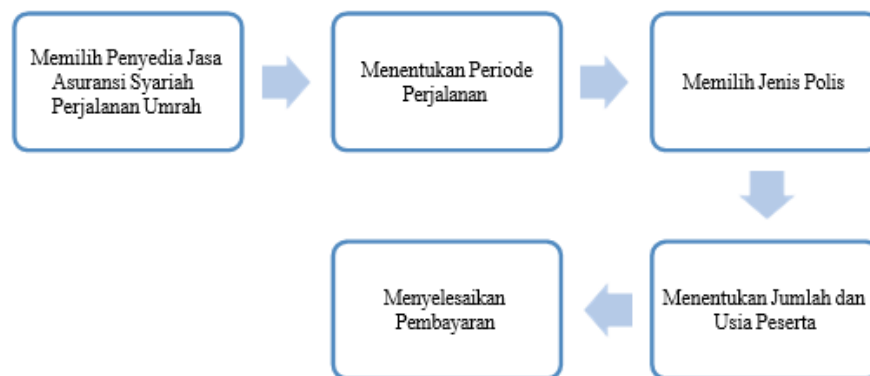 Memilih Penyedia Jasa
Asuransi Syariah
Perjalanan Umrah
Menentukan Periode
Perjalanan
Memilih Jenis Polis
Menentukan Jumlah dan
Usia Peserta
Menyelesaikan
Pembayaran